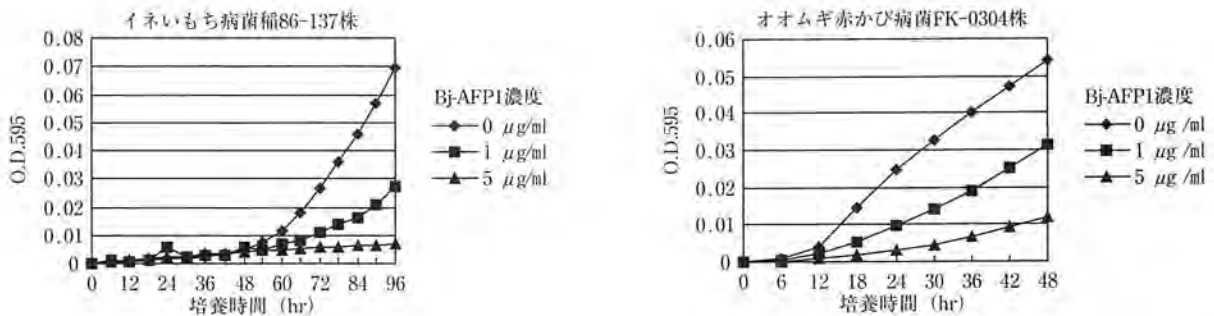 イネいもち病菌稲86-137株
0.08
0.07
0.06
0.05
0.04
0.03
0.02
0.01
0
O.D.595
0 12 24 36 48 60 72 84 96
培養時間 (hr)
Bj-AFP1濃度
0 μg/ml
1 μg/ml
5 μg/ml
オオムギ赤かび病菌FK-0304株
0.06
0.05
0.04
0.03
0.02
0.01
0
O.D.595
0 6 12 18 24 30 36 42 48
培養時間 (hr)
Bj-AFP1濃度
0 μg /ml
1 μg /ml
5 μg /ml